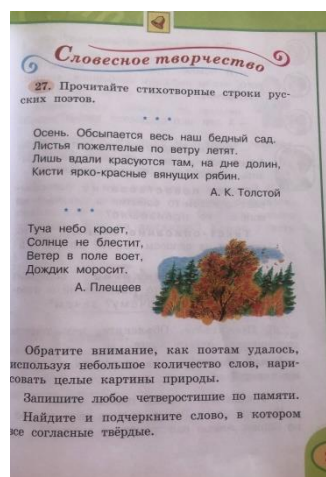 Словесное творчество
27. Прочитайте стихотворные строки рус-
ских поэтов.
* * *
Осень. Обсыпается весь наш бедный сад.
Листья пожелтелые по ветру летят.
Лишь вдали красуются там, на дне долин,
Кисти ярко-красные вянущих рябин.
А. К. Толстой
* * *
Туча небо кроет,
Солнце не блестит,
Ветер в поле воет,
Дождик моросит.
А. Плещеев
Обратите внимание, как поэтам удалось,
используя небольшое количество слов, нари-
совать целые картины природы.
Запишите любое четверостишие по памяти.
Найдите и подчеркните слово, в котором
все согласные твёрдые.